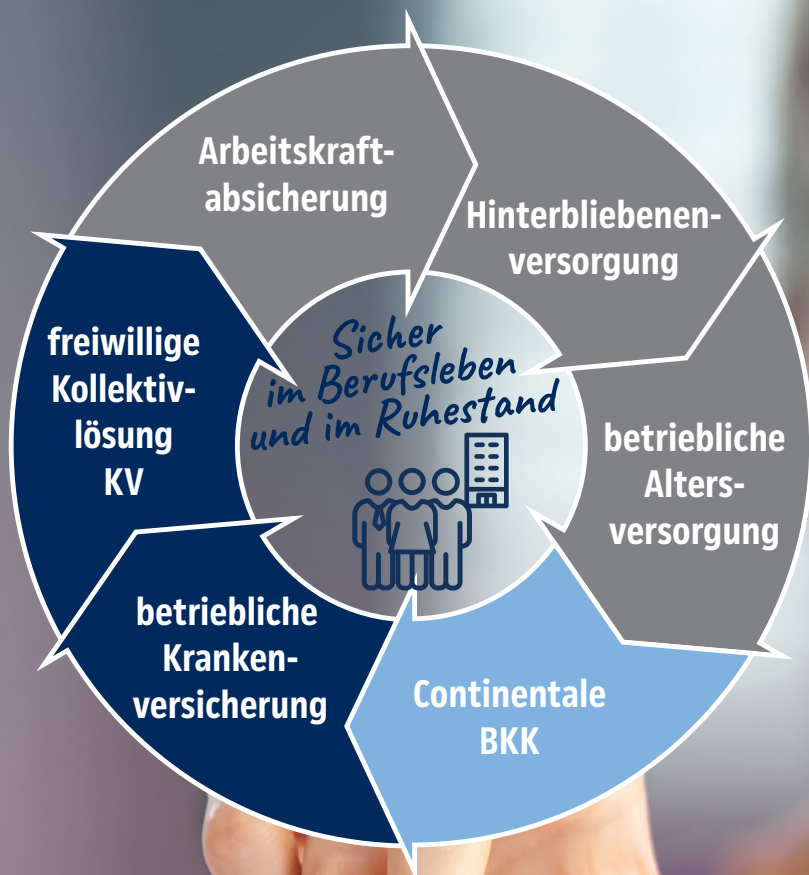 Arbeitskraft-
absicherung
Hinterbliebenen-
versorgung
freiwillige
Kollektiv-
lösung
KV
Sicher
im Berufsleben
und im Ruhestand
betriebliche
Alters-
versorgung
betriebliche
Kranken-
versicherung
Continentale
BKK